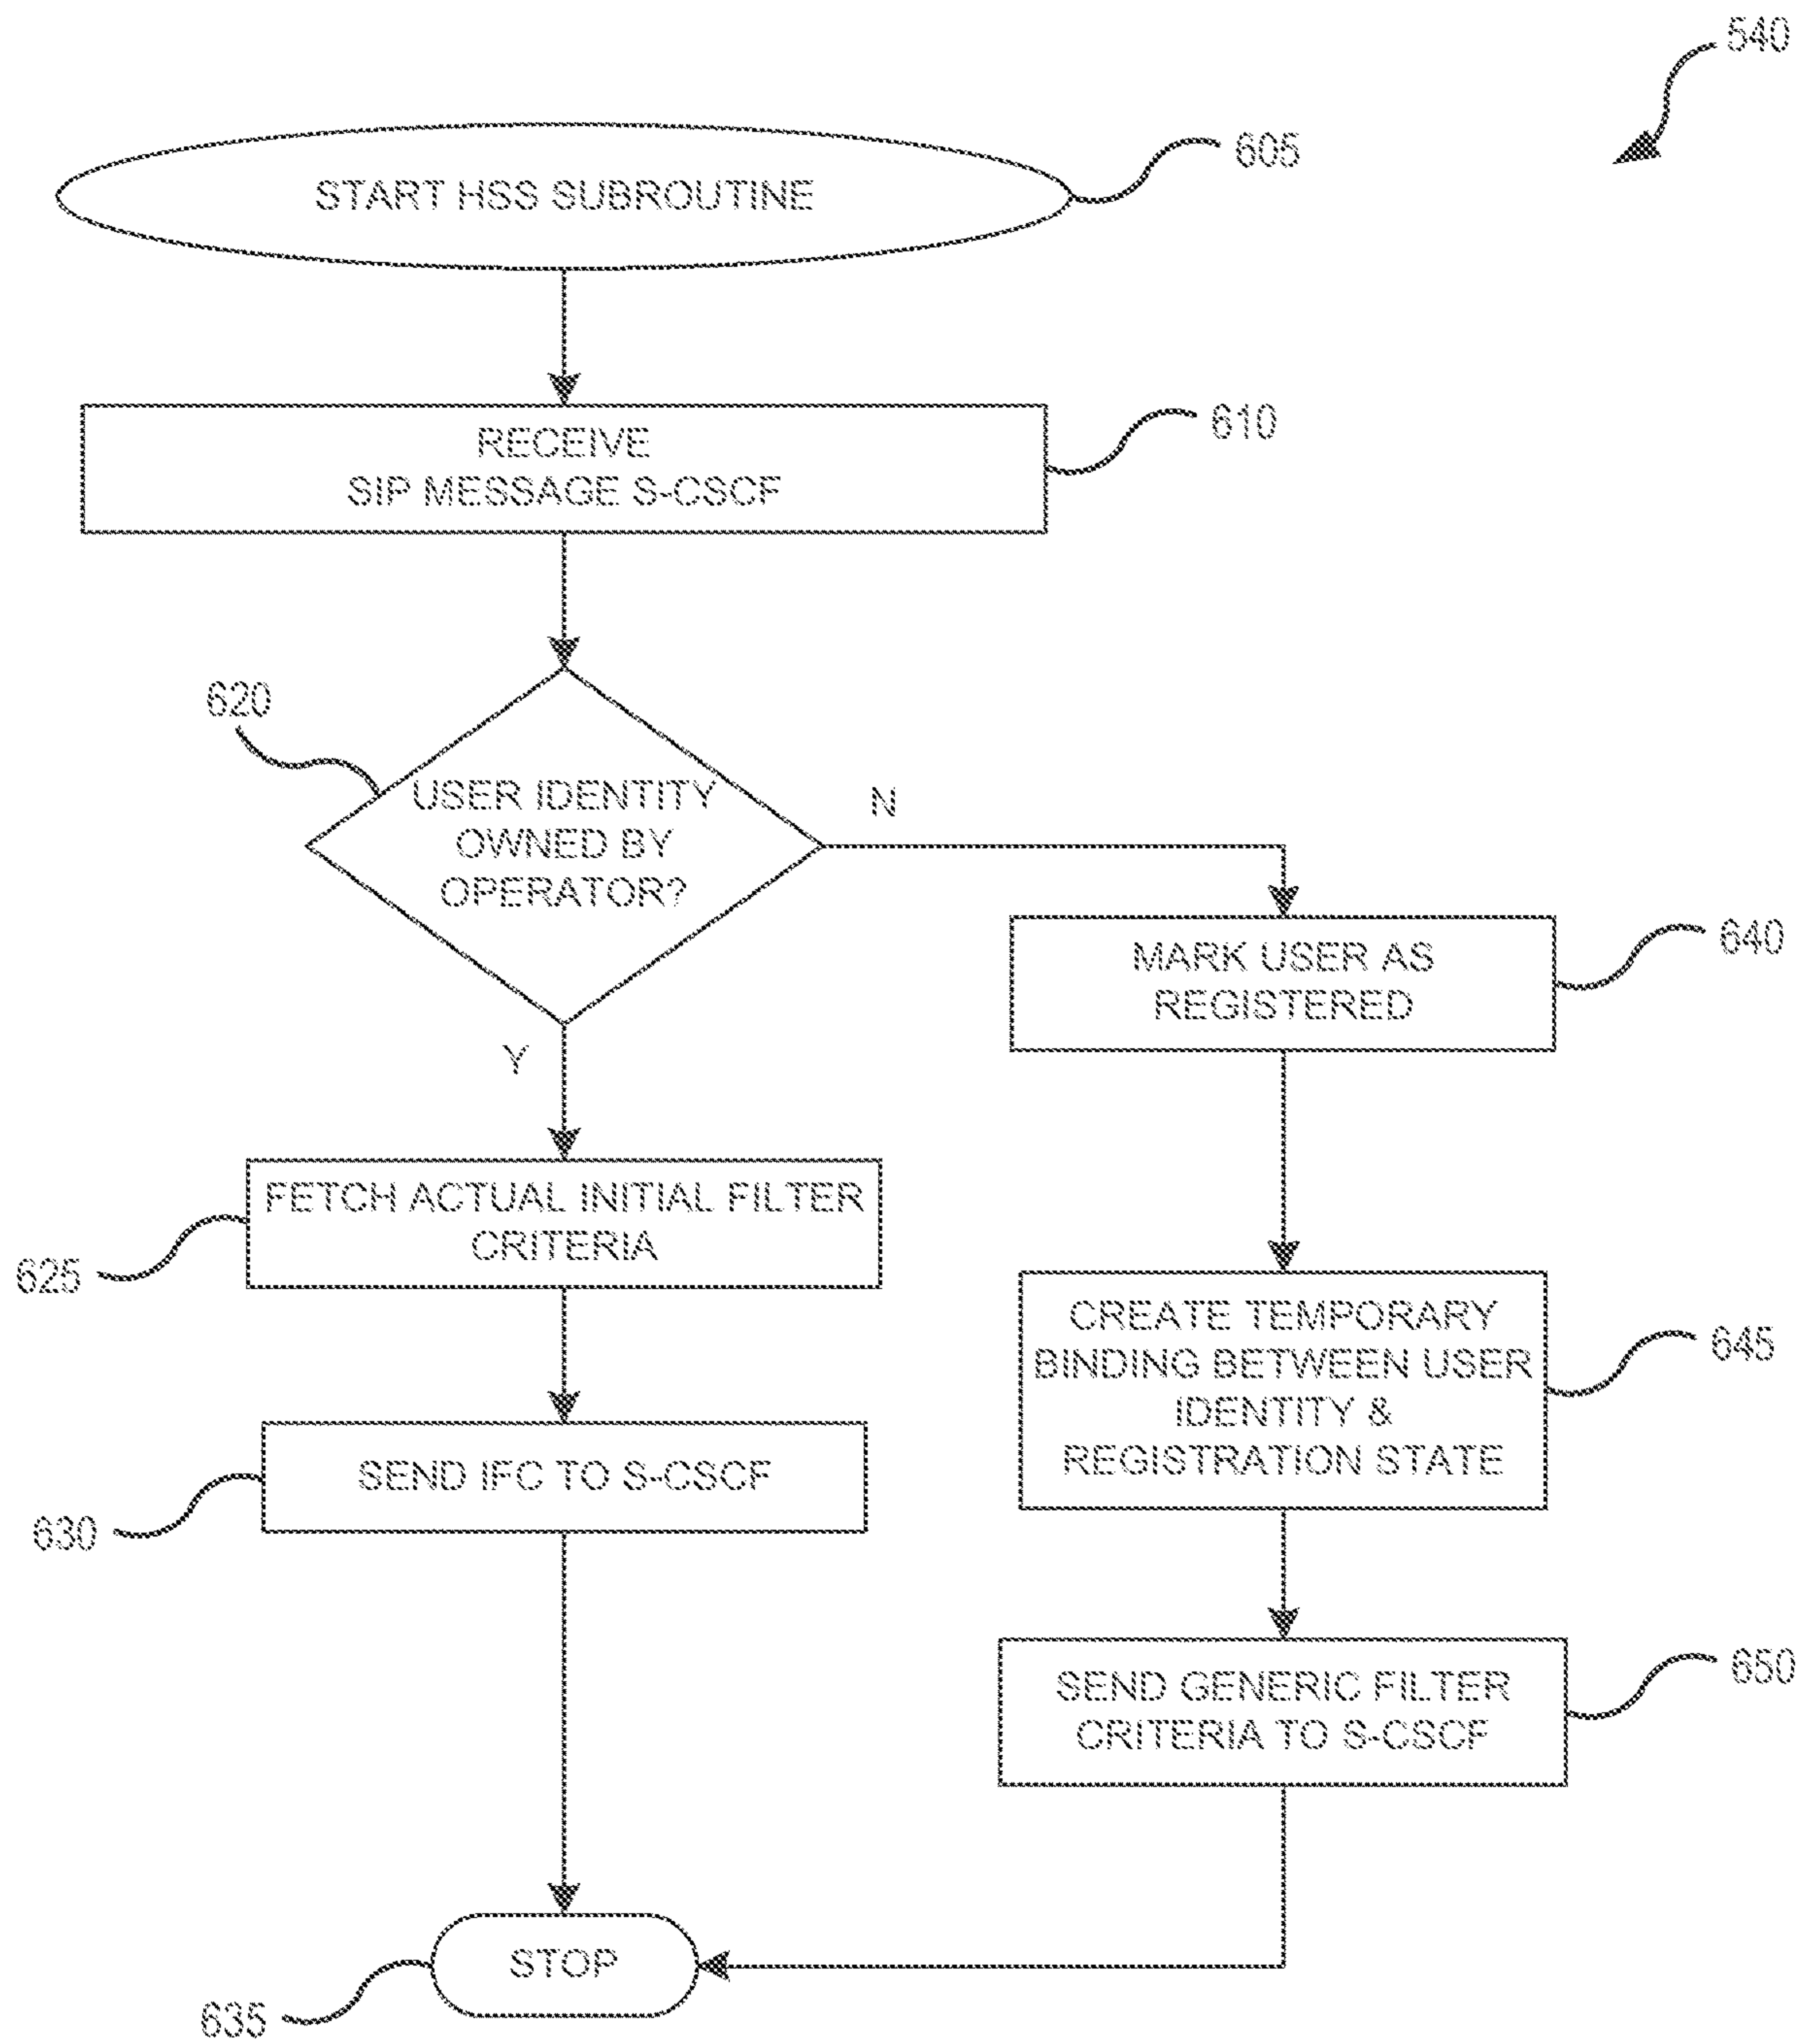 540
START HSS SUBROUTINE
605
RECEIVE
SIP MESSAGE S-CSCF
610
620
USER IDENTITY
OWNED BY
OPERATOR?
N
Y
MARK USER AS
REGISTERED
640
FETCH ACTUAL INITIAL FILTER
CRITERIA
625
CREATE TEMPORARY
BINDING BETWEEN USER
IDENTITY &
REGISTRATION STATE
645
SEND IFC TO S-CSCF
630
SEND GENERIC FILTER
CRITERIA TO S-CSCF
650
STOP
635